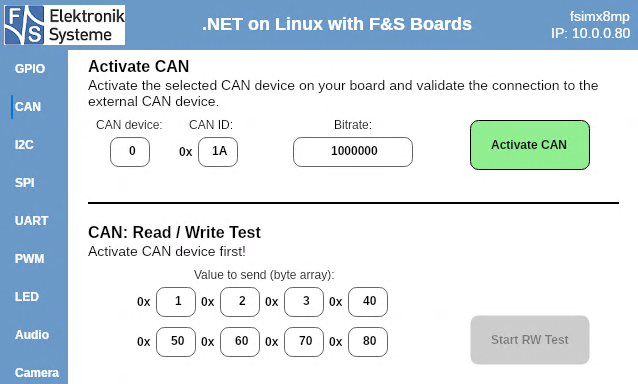 F&S Elektronik
Systeme
.NET on Linux with F&S Boards
fsimx8mp
IP: 10.0.0.80
GPIO
CAN
I2C
SPI
UART
PWM
LED
Audio
Camera
Activate CAN
Activate the selected CAN device on your board and validate the connection to the
external CAN device.
CAN device: CAN ID: Bitrate:
0 0x 1A 1000000
Activate CAN
CAN: Read / Write Test
Activate CAN device first!
Value to send (byte array):
0x 1 0x 2 0x 3 0x 40
0x 50 0x 60 0x 70 0x 80
Start RW Test